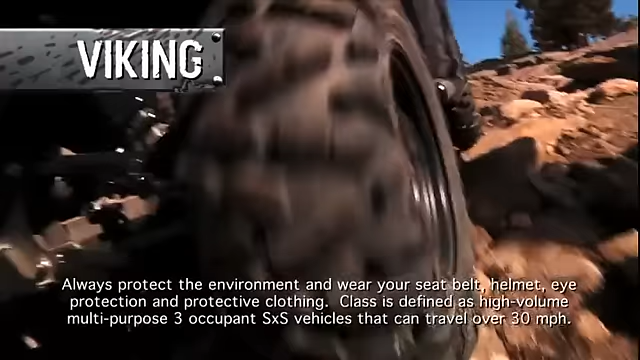 VIKING
Always protect the environment and wear your seat belt, helmet, eye
protection and protective clothing. Class is defined as high-volume
multi-purpose 3 occupant SxS vehicles that can travel over 30 mph.